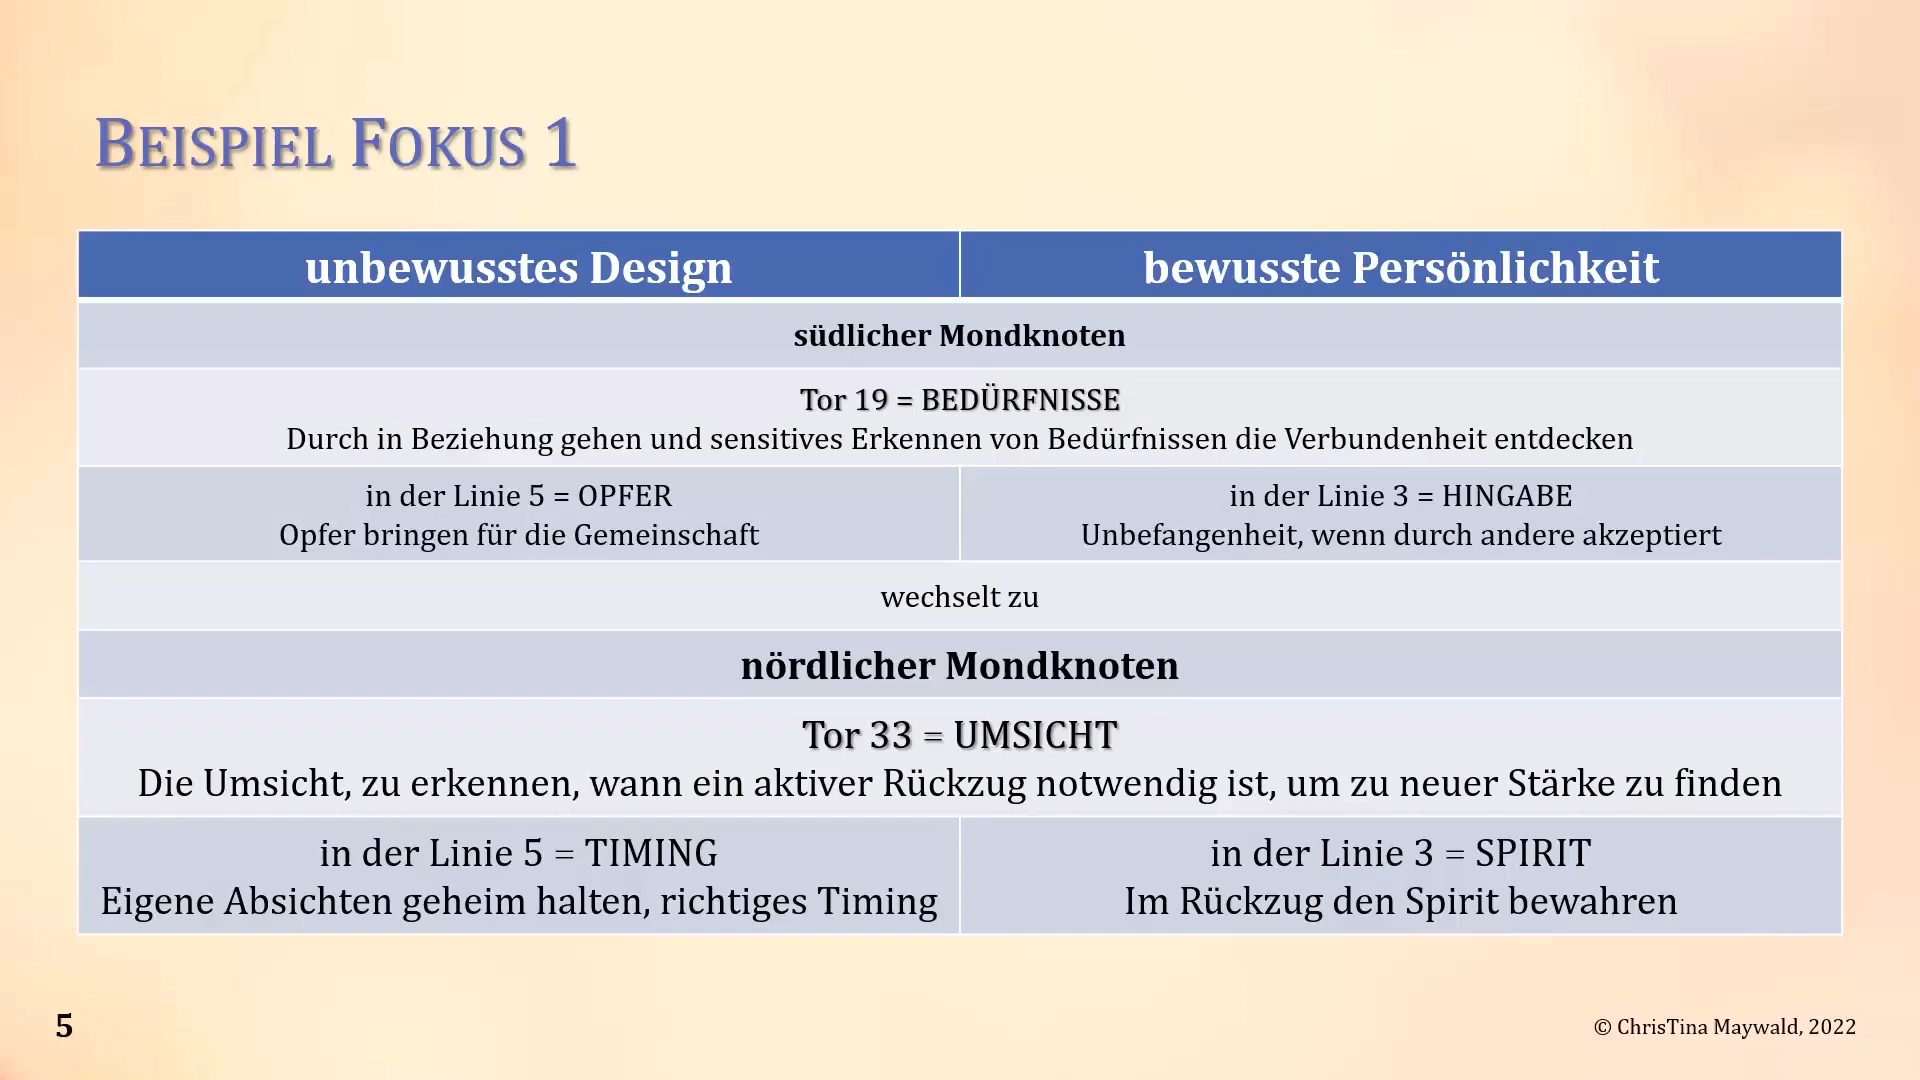 BEISPIEL FOKUS 1
unbewusstes Design
bewusste Persönlichkeit
südlicher Mondknoten
Tor 19 = BEDÜRFNISSE
Durch in Beziehung gehen und sensitives Erkennen von Bedürfnissen die Verbundenheit entdecken
in der Linie 5 = OPFER
Opfer bringen für die Gemeinschaft
in der Linie 3 = HINGABE
Unbefangenheit, wenn durch andere akzeptiert
wechselt zu
nördlicher Mondknoten
Tor 33 = UMSICHT
Die Umsicht, zu erkennen, wann ein aktiver Rückzug notwendig ist, um zu neuer Stärke zu finden
in der Linie 5 = TIMING
Eigene Absichten geheim halten, richtiges Timing
in der Linie 3 = SPIRIT
Im Rückzug den Spirit bewahren
5
© ChrisTina Maywald, 2022